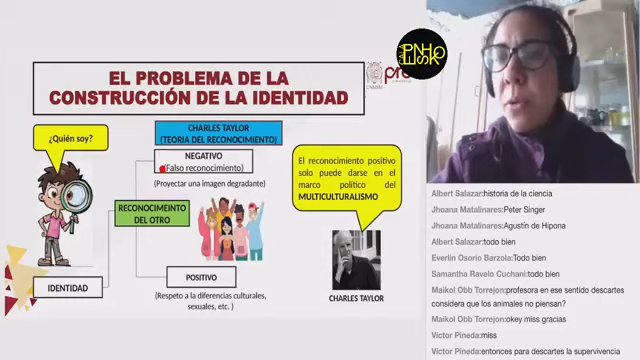 EL PROBLEMA DE LA
CONSTRUCCIÓN DE LA IDENTIDAD
¿Quién soy?
CHARLES TAYLOR
(TEORIA DEL RECONOCIMIENTO)
NEGATIVO
(Falso reconocimiento)
(Proyectar una imagen degradante)
RECONOCIMEINTO
DEL OTRO
IDENTIDAD
POSITIVO
(Respeto a la diferencias culturales,
sexuales, etc. )
El reconocimiento positivo
solo puede darse en el
marco político del
MULTICULTURALISMO
CHARLES TAYLOR
Albert Salazar:historia de la ciencia
Jhoana Matalinares:Peter Singer
Jhoana Matalinares:Agustín de Hipona
Albert Salazar:todo bien
Everlin Osorio Barzola:Todo bien
Samantha Ravelo Cuchani:todo bien
Maikol Obb Torrejon:profesora en ese sentido descartes
considera que los animales no piensan?
Maikol Obb Torrejon:okey miss gracias
Victor Pineda:miss
Victor Pineda:entonces para descartes la supervivencia